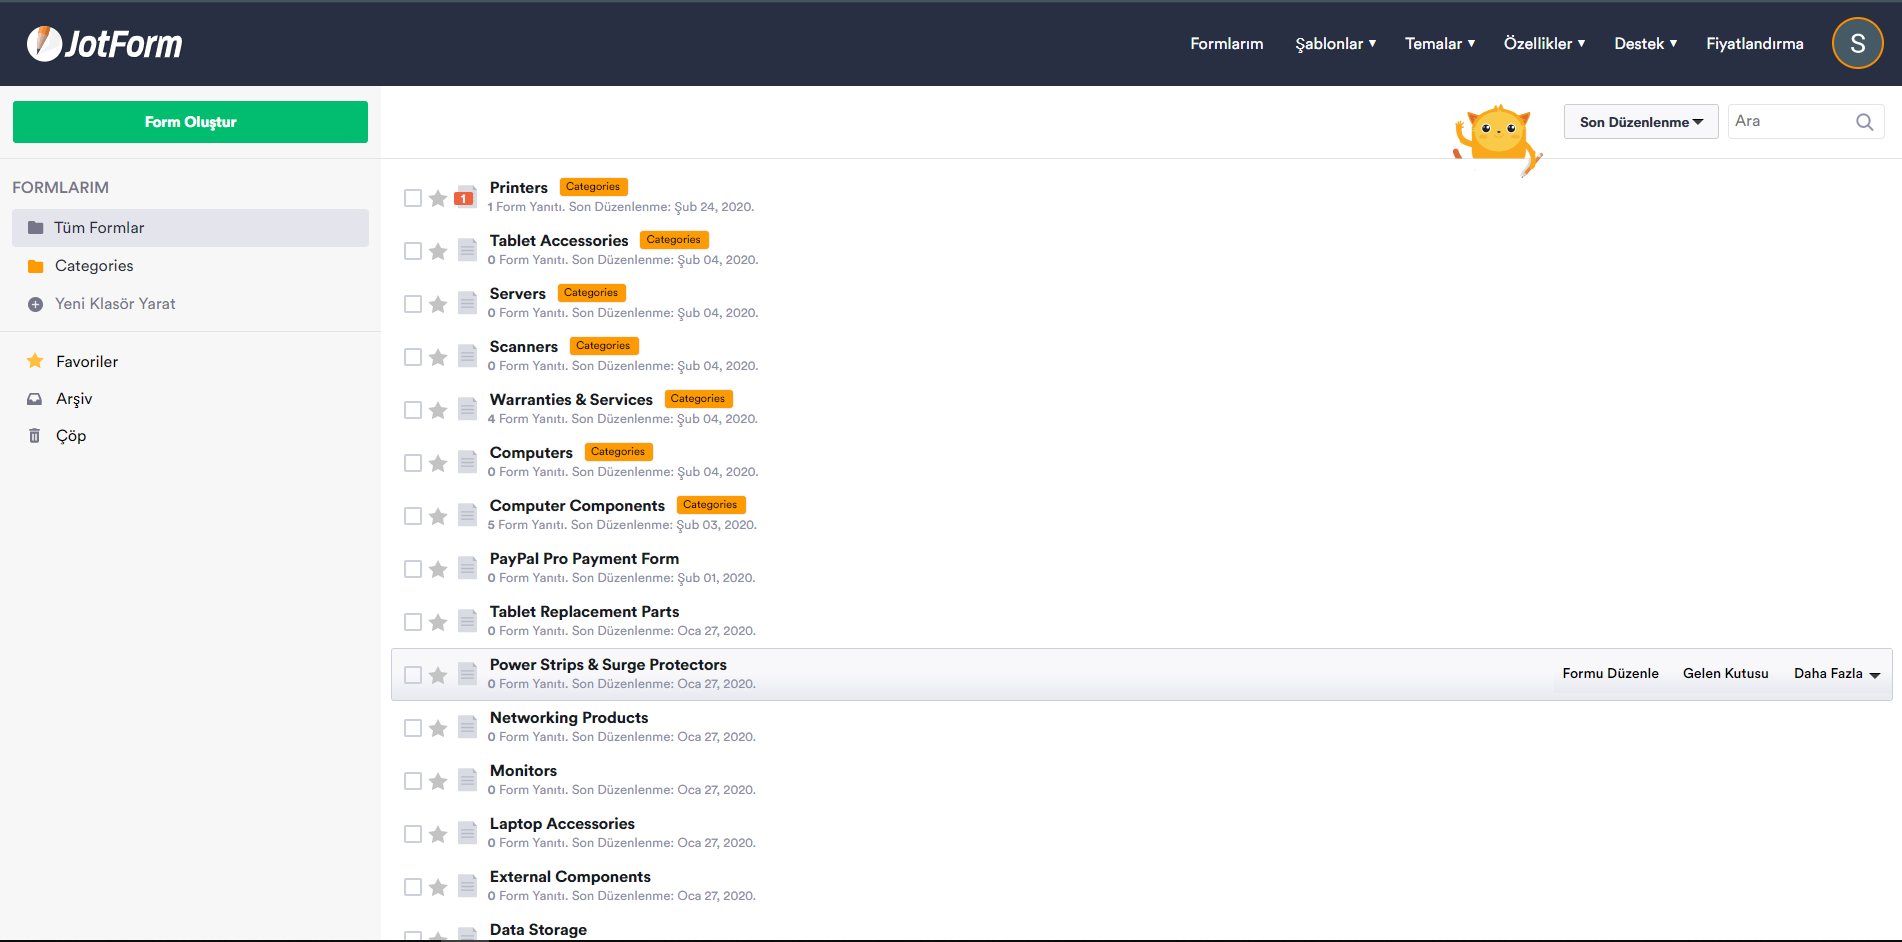 JotForm
Formlarım Şablonlar Temalar Özellikler Destek Fiyatlandırma S
Form Oluştur
Son Düzenlenme Ara
FORMLARIM
Tüm Formlar
Categories
Yeni Klasör Yarat
Favoriler
Arşiv
Çöp
1 Printers Categories
1 Form Yanıtı. Son Düzenlenme: Şub 24, 2020.
Tablet Accessories Categories
0 Form Yanıtı. Son Düzenlenme: Şub 04, 2020.
Servers Categories
0 Form Yanıtı. Son Düzenlenme: Şub 04, 2020.
Scanners Categories
0 Form Yanıtı. Son Düzenlenme: Şub 04, 2020.
Warranties & Services Categories
4 Form Yanıtı. Son Düzenlenme: Şub 04, 2020.
Computers Categories
0 Form Yanıtı. Son Düzenlenme: Şub 04, 2020.
Computer Components Categories
5 Form Yanıtı. Son Düzenlenme: Şub 03, 2020.
PayPal Pro Payment Form
0 Form Yanıtı. Son Düzenlenme: Şub 01, 2020.
Tablet Replacement Parts
0 Form Yanıtı. Son Düzenlenme: Oca 27, 2020.
Power Strips & Surge Protectors
0 Form Yanıtı. Son Düzenlenme: Oca 27, 2020.
Formu Düzenle Gelen Kutusu Daha Fazla
Networking Products
0 Form Yanıtı. Son Düzenlenme: Oca 27, 2020.
Monitors
0 Form Yanıtı. Son Düzenlenme: Oca 27, 2020.
Laptop Accessories
0 Form Yanıtı. Son Düzenlenme: Oca 27, 2020.
External Components
0 Form Yanıtı. Son Düzenlenme: Oca 27, 2020.
Data Storage